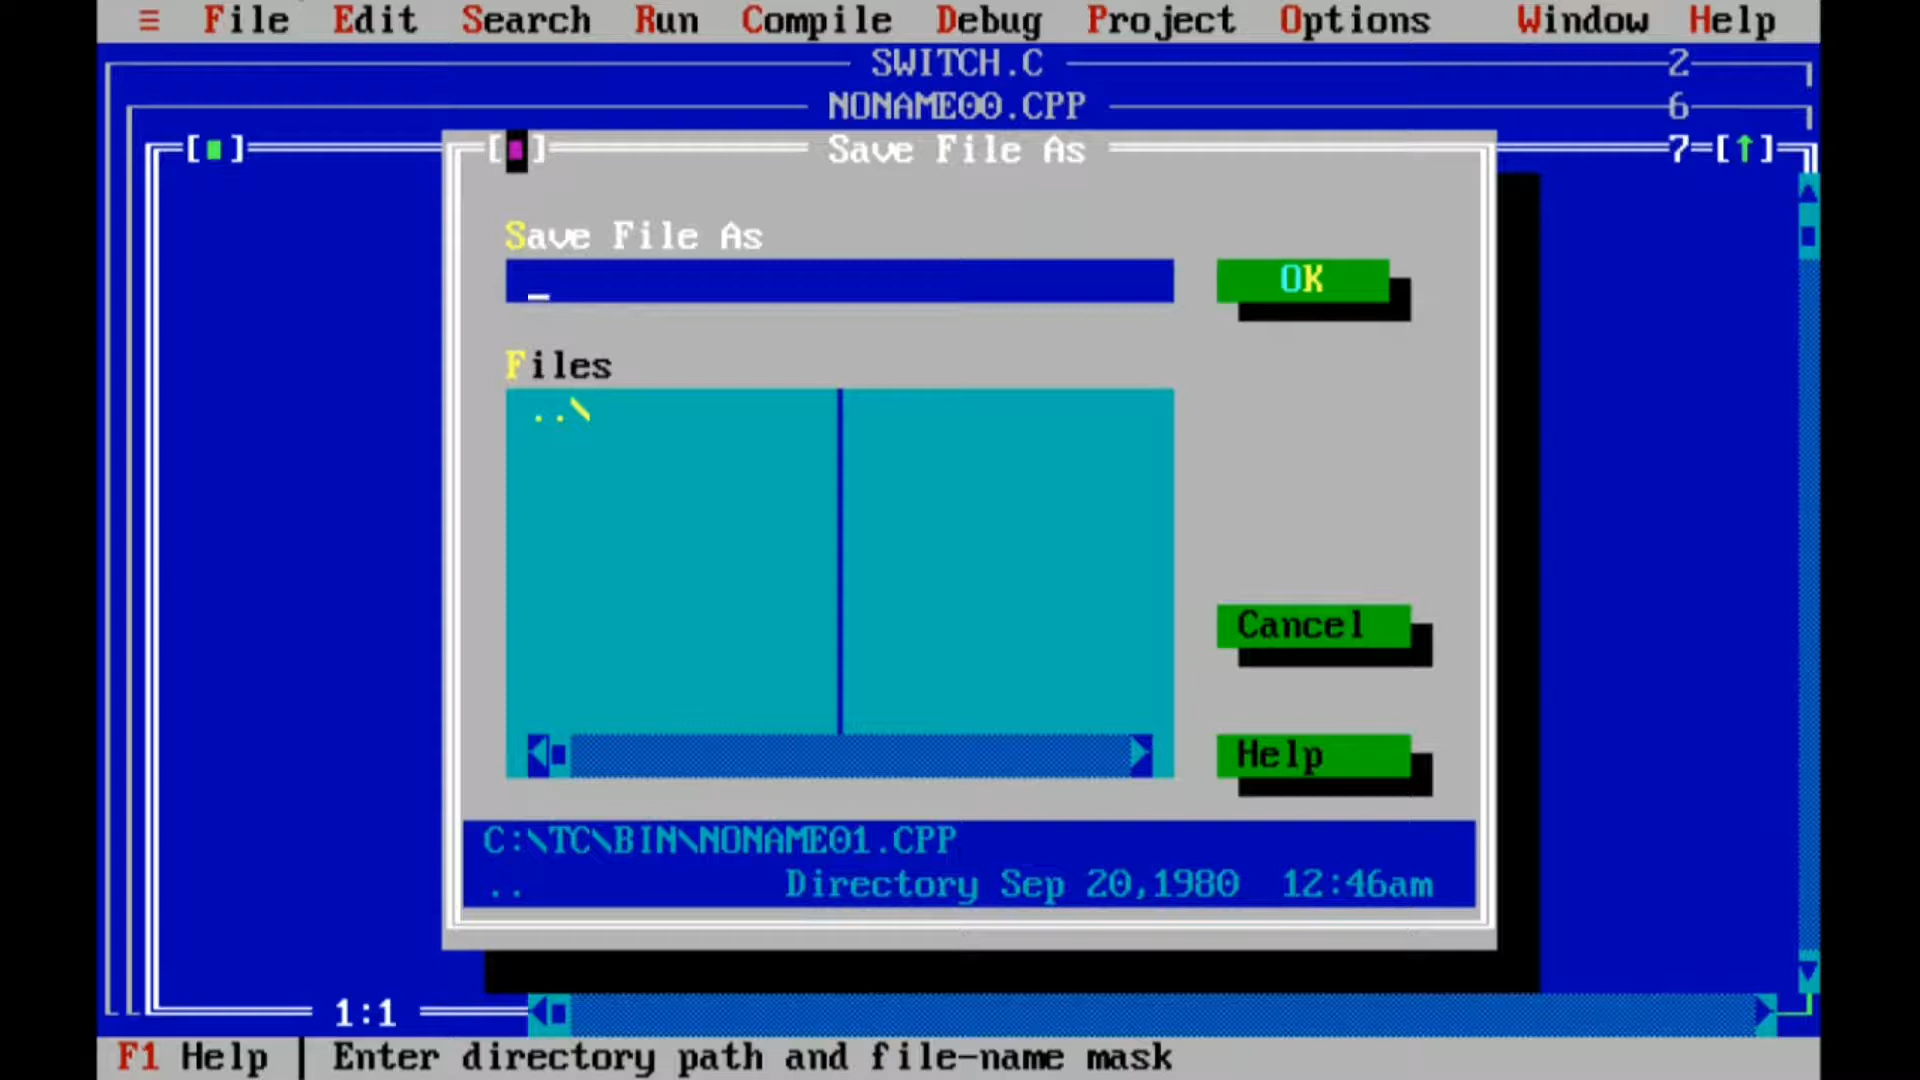 ≡ File Edit Search Run Compile Debug Project Options Window Help
SWITCH.C 2
NONAME00.CPP 6
[■] [■] Save File As 7=[↑]
Save File As
OK
Files
..\
Cancel
Help
C:\TC\BIN\NONAME01.CPP
.. Directory Sep 20,1980 12:46am
1:1
F1 Help | Enter directory path and file-name mask